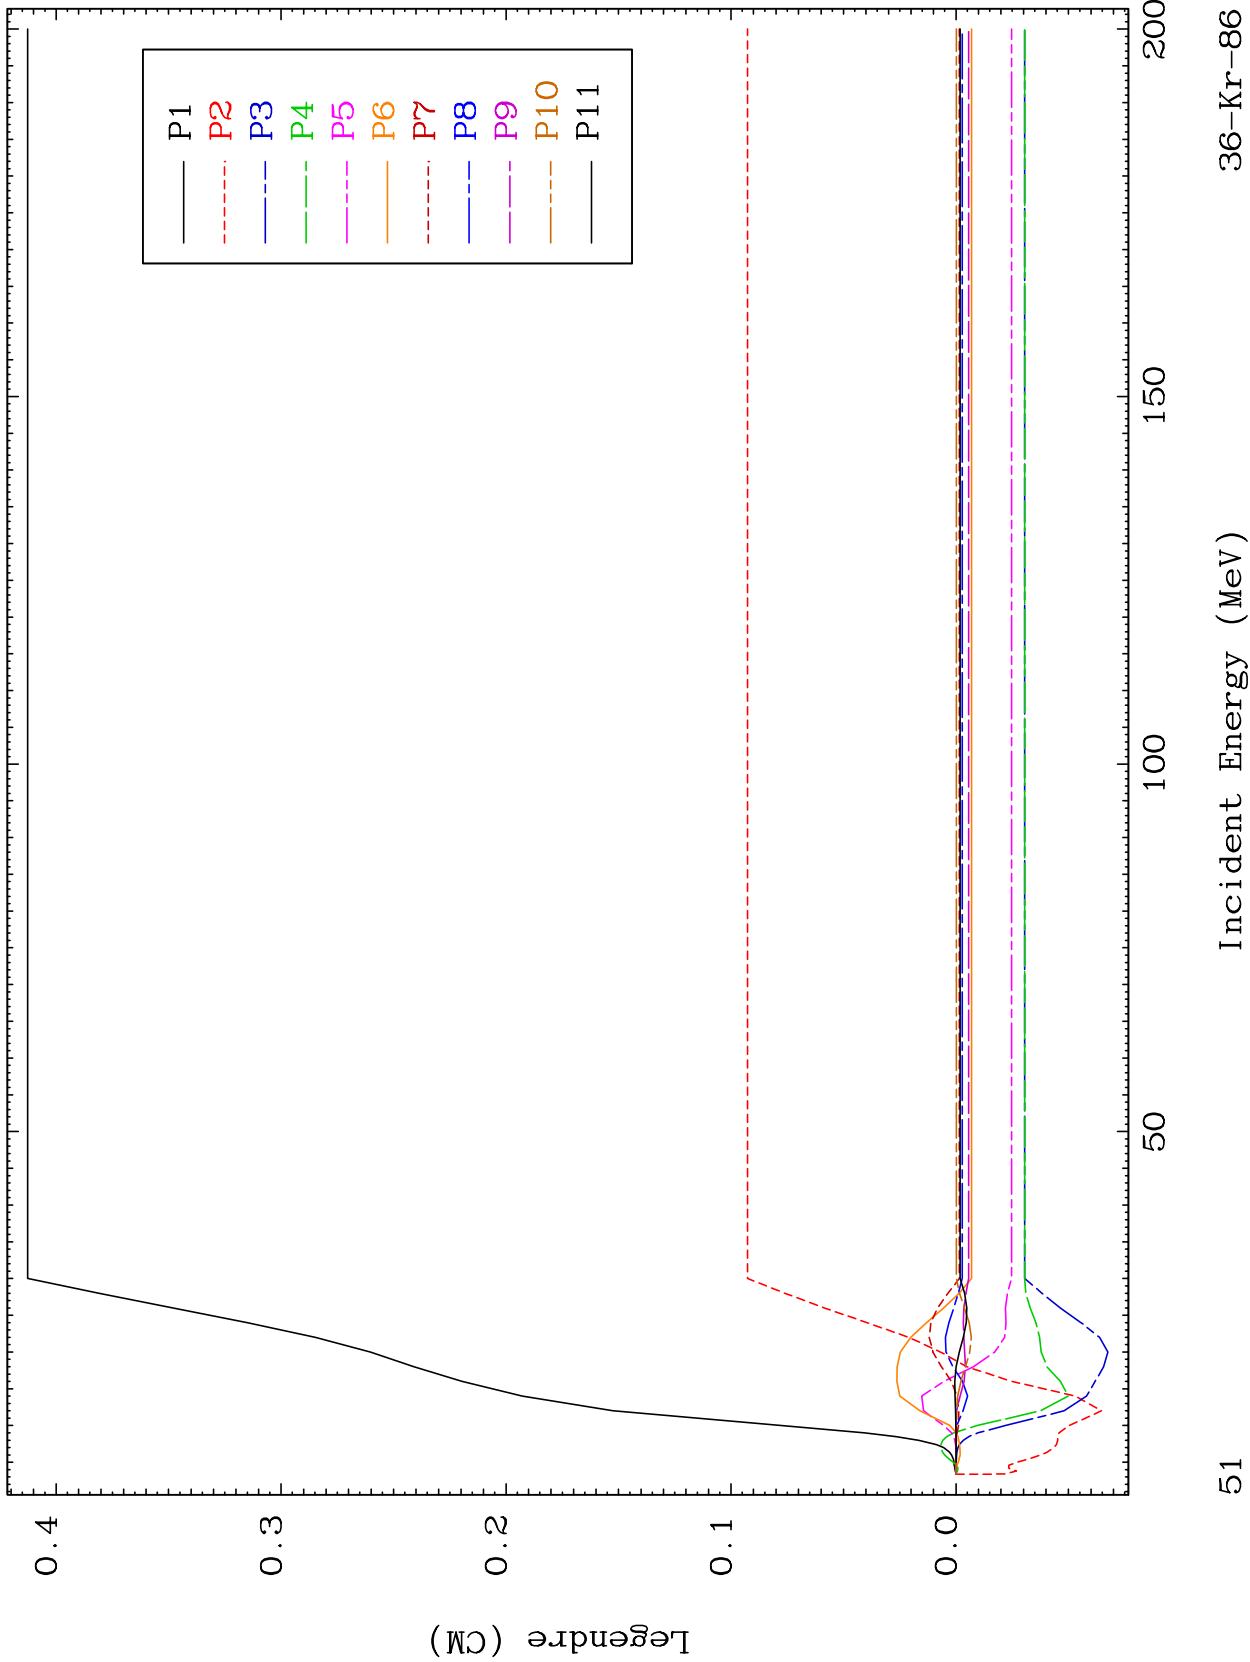 Legendre (CM)
0.4
0.3
0.2
0.1
0.0
P1
P2
P3
P4
P5
P6
P7
P8
P9
P10
P11
50
100
150
200
51
Incident Energy (MeV)
36-Kr-86